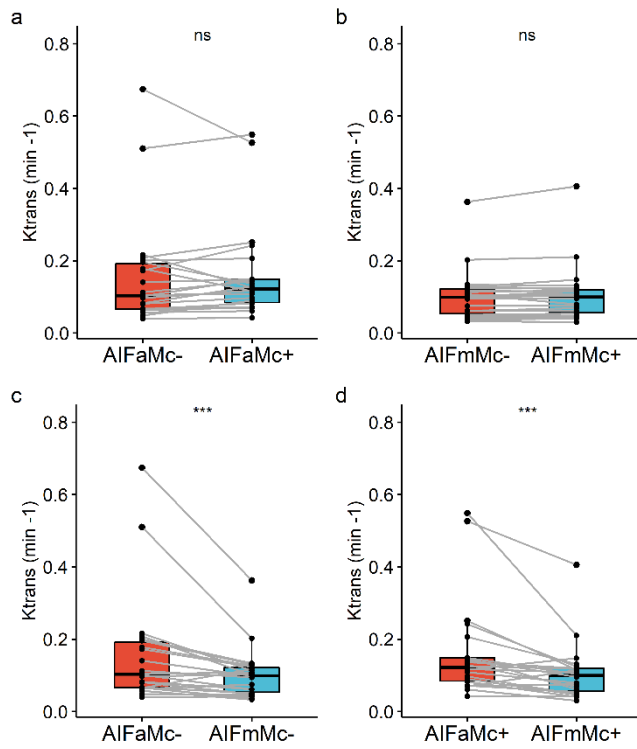 a
ns
0.8
0.6
0.4
0.2
0.0
Ktrans (min -1)
AIFaMc- AIFaMc+
b
ns
0.8
0.6
0.4
0.2
0.0
Ktrans (min -1)
AIFmMc- AIFmMc+
c
***
0.8
0.6
0.4
0.2
0.0
Ktrans (min -1)
AIFaMc- AIFmMc-
d
***
0.8
0.6
0.4
0.2
0.0
Ktrans (min -1)
AIFaMc+ AIFmMc+